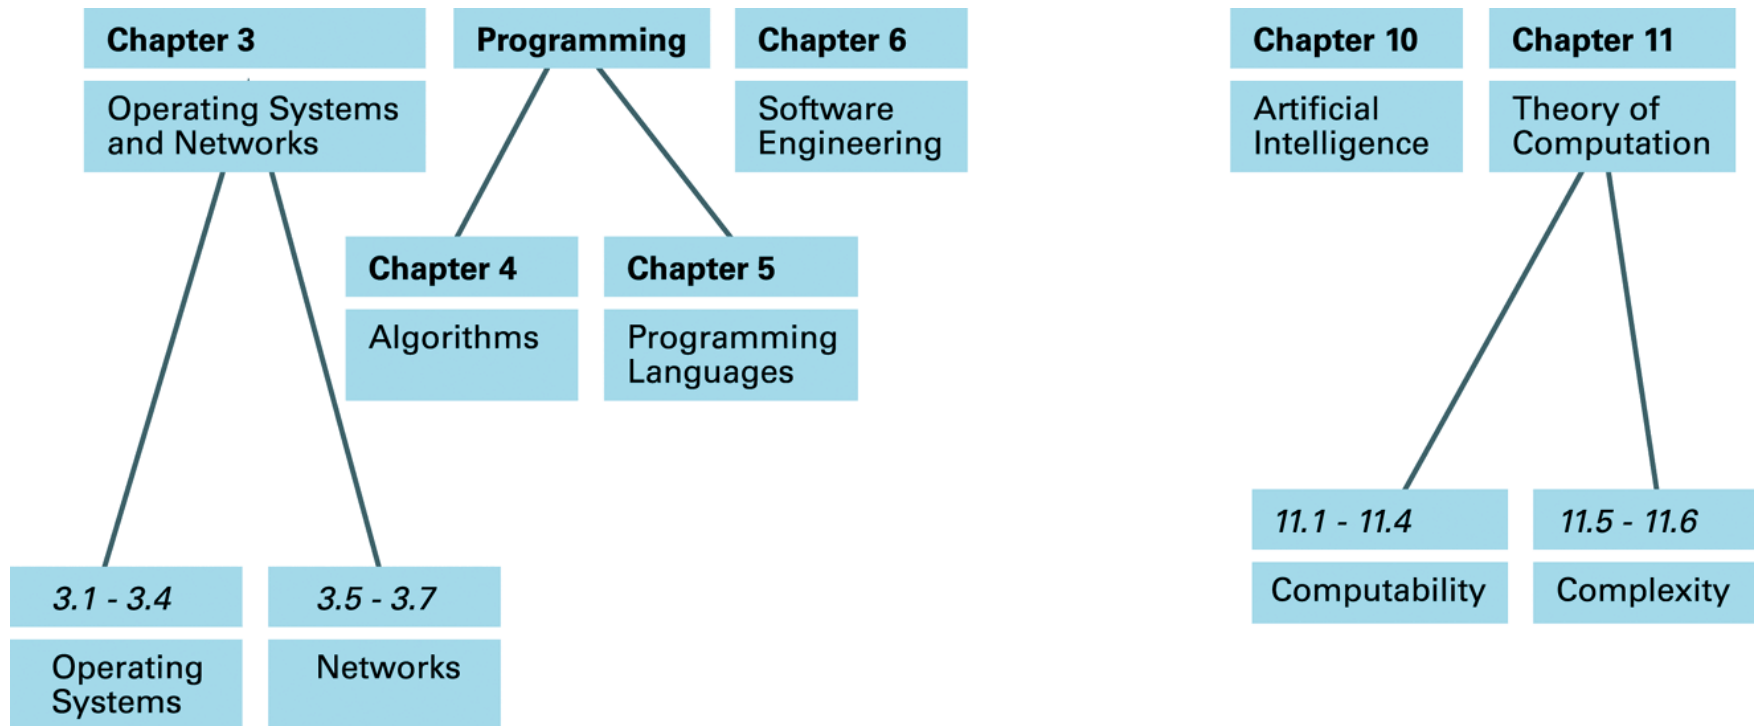 Chapter 3
Operating Systems
and Networks
Programming
Chapter 6
Software
Engineering
Chapter 10
Artificial
Intelligence
Chapter 11
Theory of
Computation
Chapter 4
Algorithms
Chapter 5
Programming
Languages
3.1 - 3.4
Operating
Systems
3.5 - 3.7
Networks
11.1 - 11.4
Computability
11.5 - 11.6
Complexity